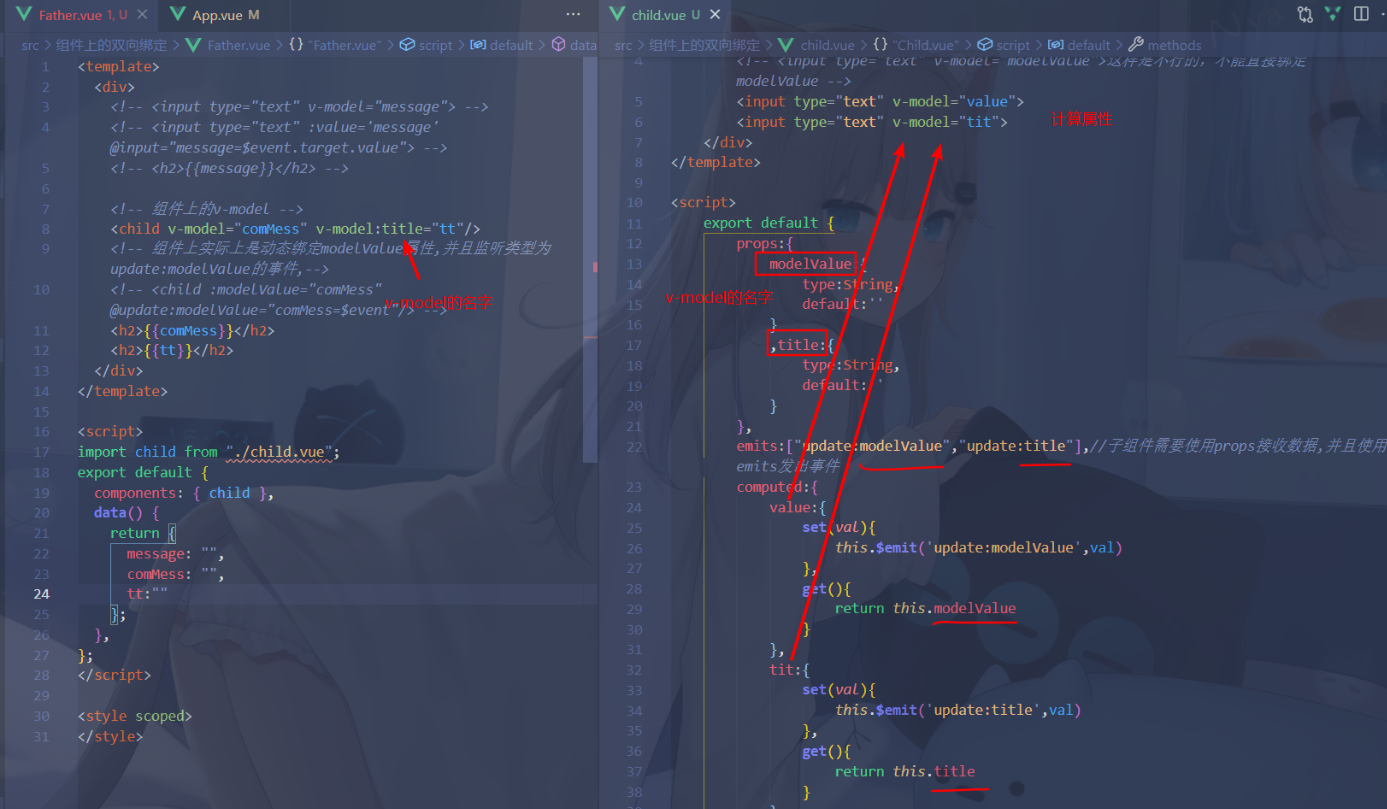 Father.vue 1, U
App.vue M
src > 组件上的双向绑定 > Father.vue > {} "Father.vue" > script > default > data
1 <template>
2 <div>
3 <!-- <input type="text" v-model="message"> -->
4 <!-- <input type="text" :value='message'
@input="message=$event.target.value"> -->
5 <!-- <h2>{{message}}</h2> -->
6
7 <!-- 组件上的v-model -->
8 <child v-model="comMess" v-model:title="tt"/>
9 <!-- 组件上实际上是动态绑定modelValue属性,并且监听类型为
update:modelValue的事件,-->
10 <!-- <child :modelValue="comMess"
@update:modelValue="comMess=$event"/> -->
v-model的名字
11 <h2>{{comMess}}</h2>
12 <h2>{{tt}}</h2>
13 </div>
14 </template>
15
16 <script>
17 import child from "./child.vue";
18 export default {
19 components: { child },
20 data() {
21 return {
22 message: "",
23 comMess: "",
24 tt:""
25 };
26 },
27 };
28 </script>
29
30 <style scoped>
31 </style>
child.vue U
src > 组件上的双向绑定 > child.vue > {} "Child.vue" > script > default > methods
4 <!-- <input type="text" v-model="modelValue">这样是不行的, 不能直接绑定
modelValue -->
5 <input type="text" v-model="value">
6 <input type="text" v-model="tit">
计算属性
7 </div>
8 </template>
9
10 <script>
11 export default {
12 props:{
13 modelValue:{
14 type:String,
v-model的名字
15 default:''
16 }
17 ,title:{
18 type:String,
19 default:''
20 }
21 },
22 emits:["update:modelValue","update:title"],//子组件需要使用props接收数据,并且使用
emits发出事件
23 computed:{
24 value:{
25 set(val){
26 this.$emit('update:modelValue',val)
27 },
28 get(){
29 return this.modelValue
30 }
31 },
32 tit:{
33 set(val){
34 this.$emit('update:title',val)
35 },
36 get(){
37 return this.title
38 }